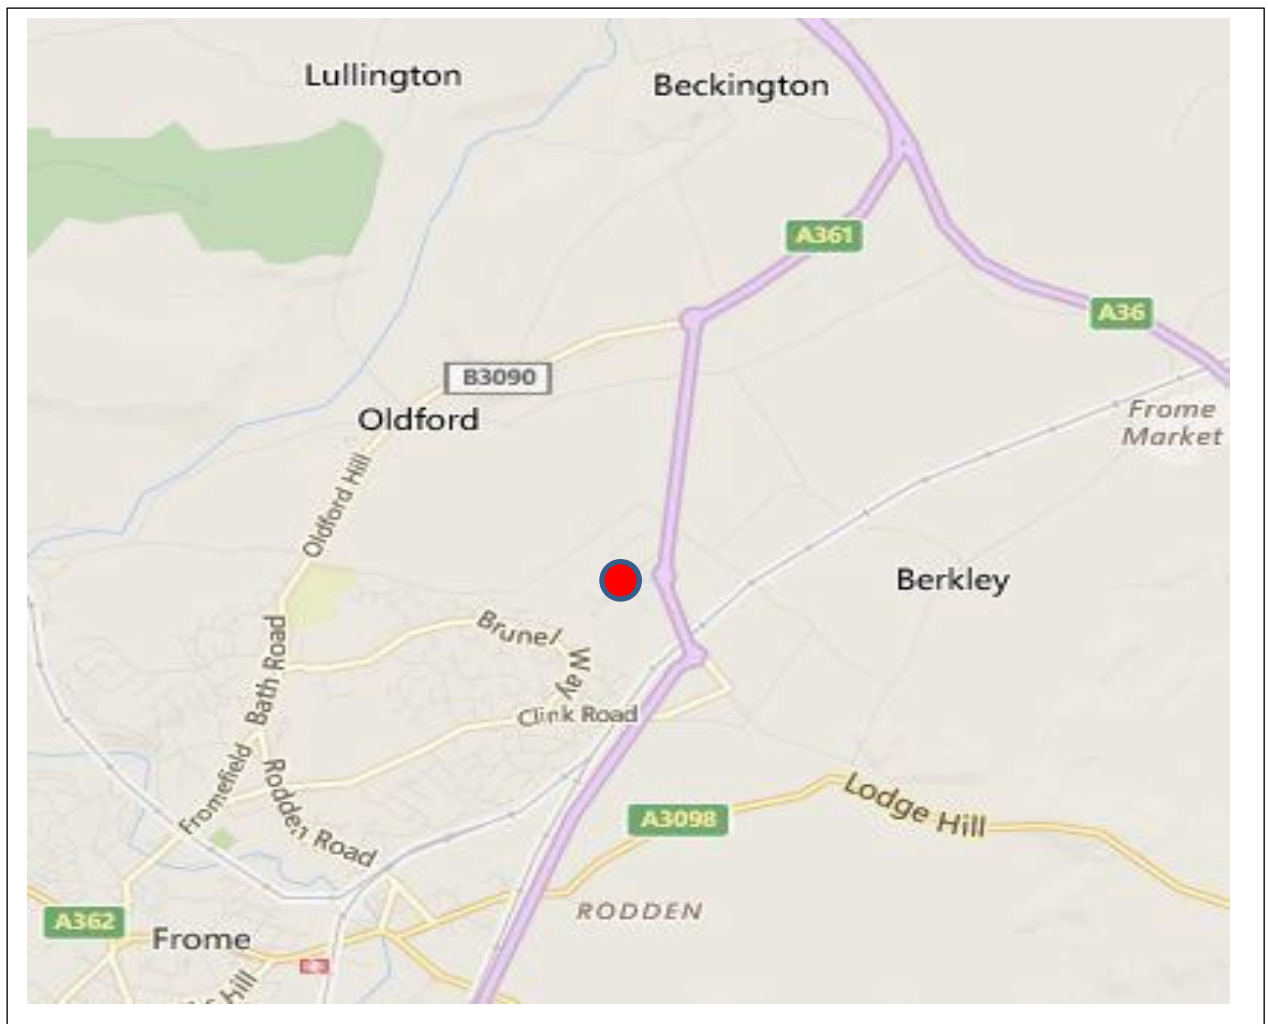 Lullington
Beckington
A361
A36
B3090
Frome
Market
Oldford
Oldford Hill
Berkley
Brunel
Way
Bath Road
Clink Road
Fromefield
Rodden Road
Lodge Hill
A3098
RODDEN
A362
Frome
Hill